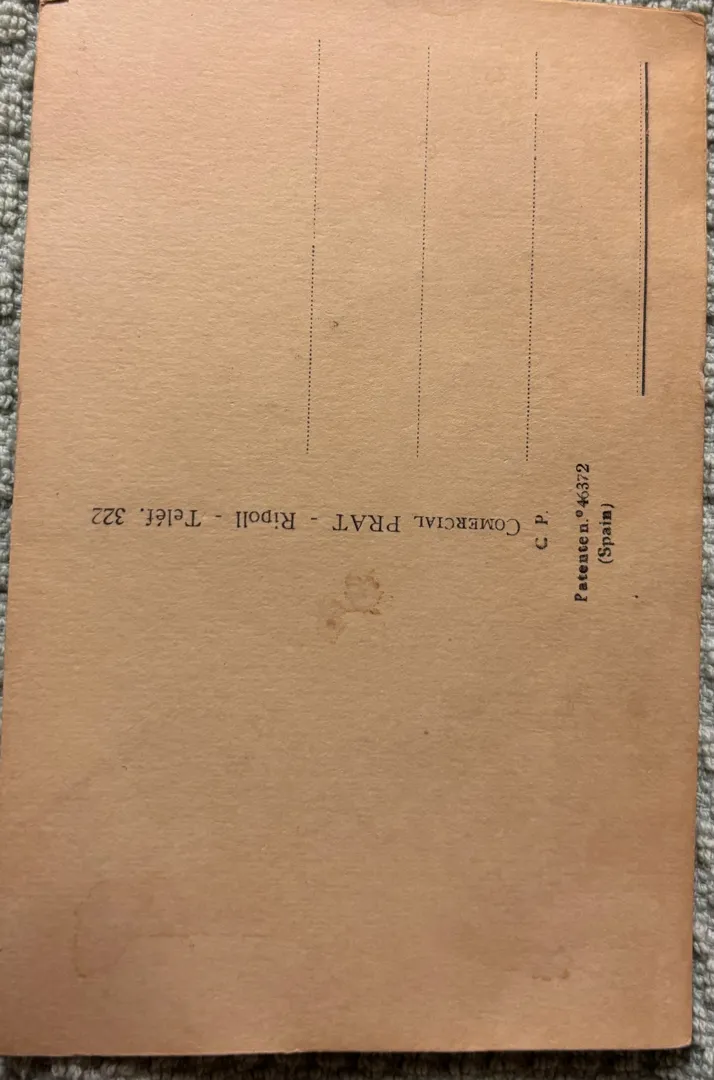 COMERCIAL PRAT - Ripoll - Teléf. 322
C. P.
Patente n.º 46372
(Spain)